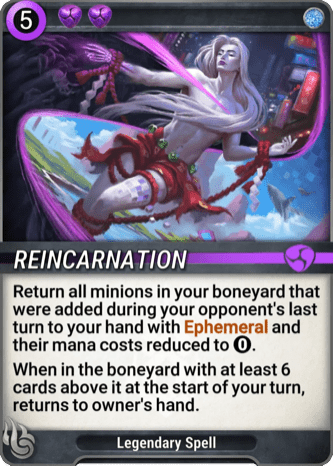 5
REINCARNATION
Return all minions in your boneyard that
were added during your opponent's last
turn to your hand with Ephemeral and
their mana costs reduced to 0.
When in the boneyard with at least 6
cards above it at the start of your turn,
returns to owner's hand.
Legendary Spell